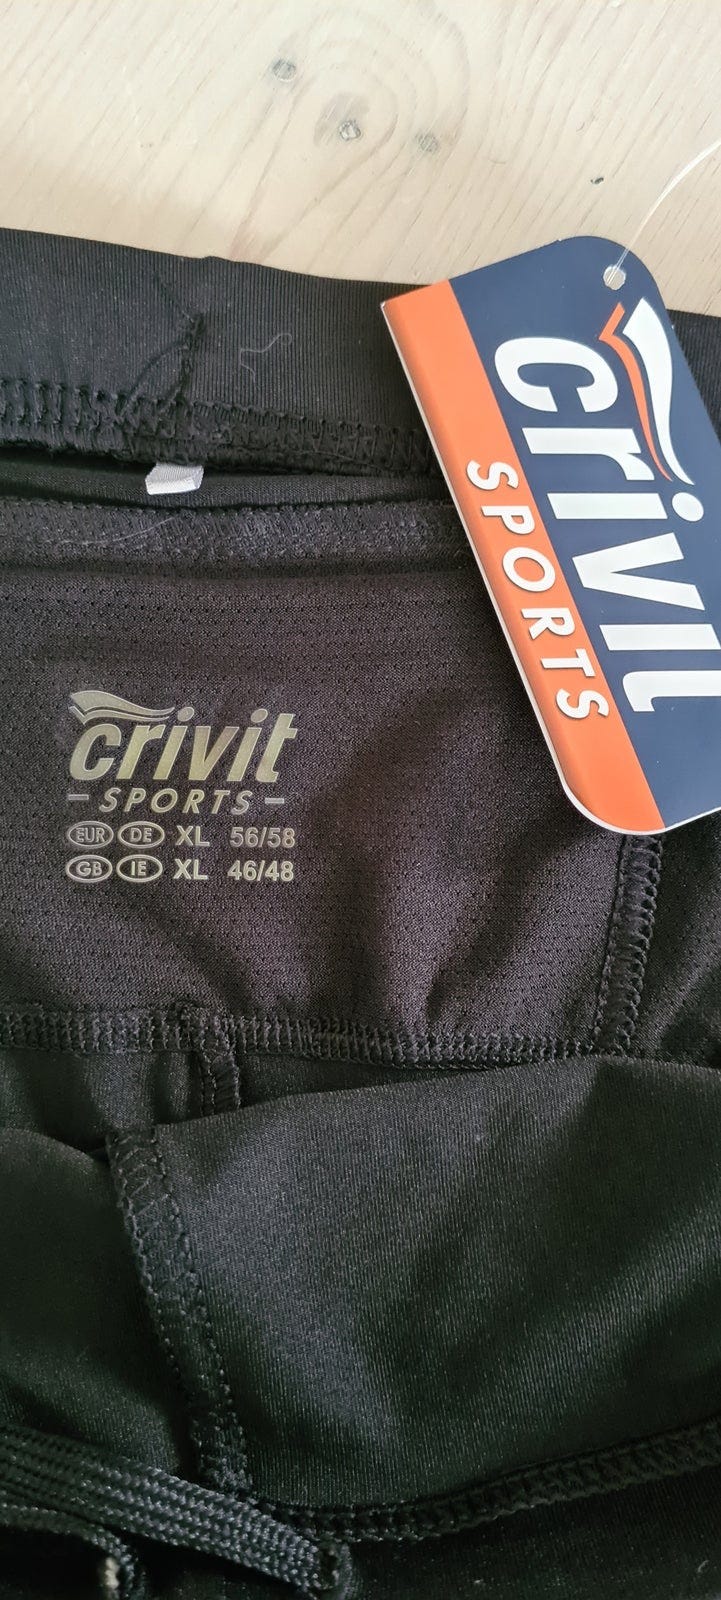 crivit
SPORTS
crivit
- SPORTS -
EUR DE XL 56/58
GB IE XL 46/48